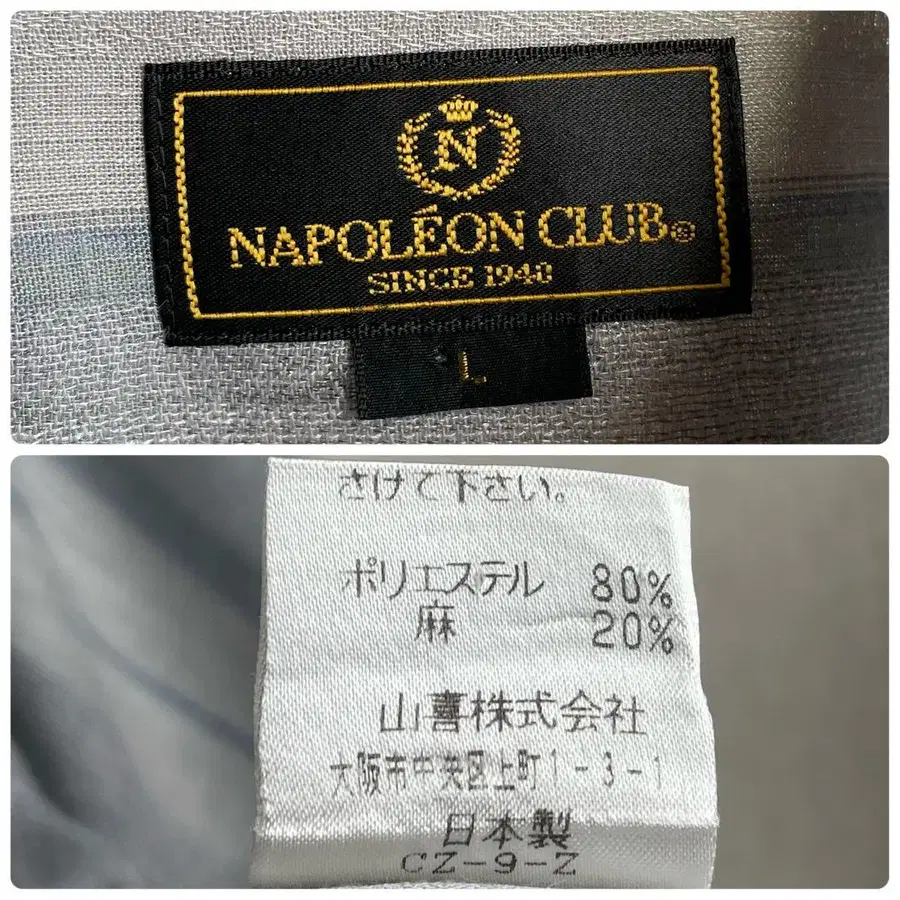 N
NAPOLÉON CLUB®
SINCE 1940
L
さけて下さい。
ポリエステル 80%
麻 20%
山喜株式会社
大阪市中央区上町1-3-1
日本製
CZ-9-Z